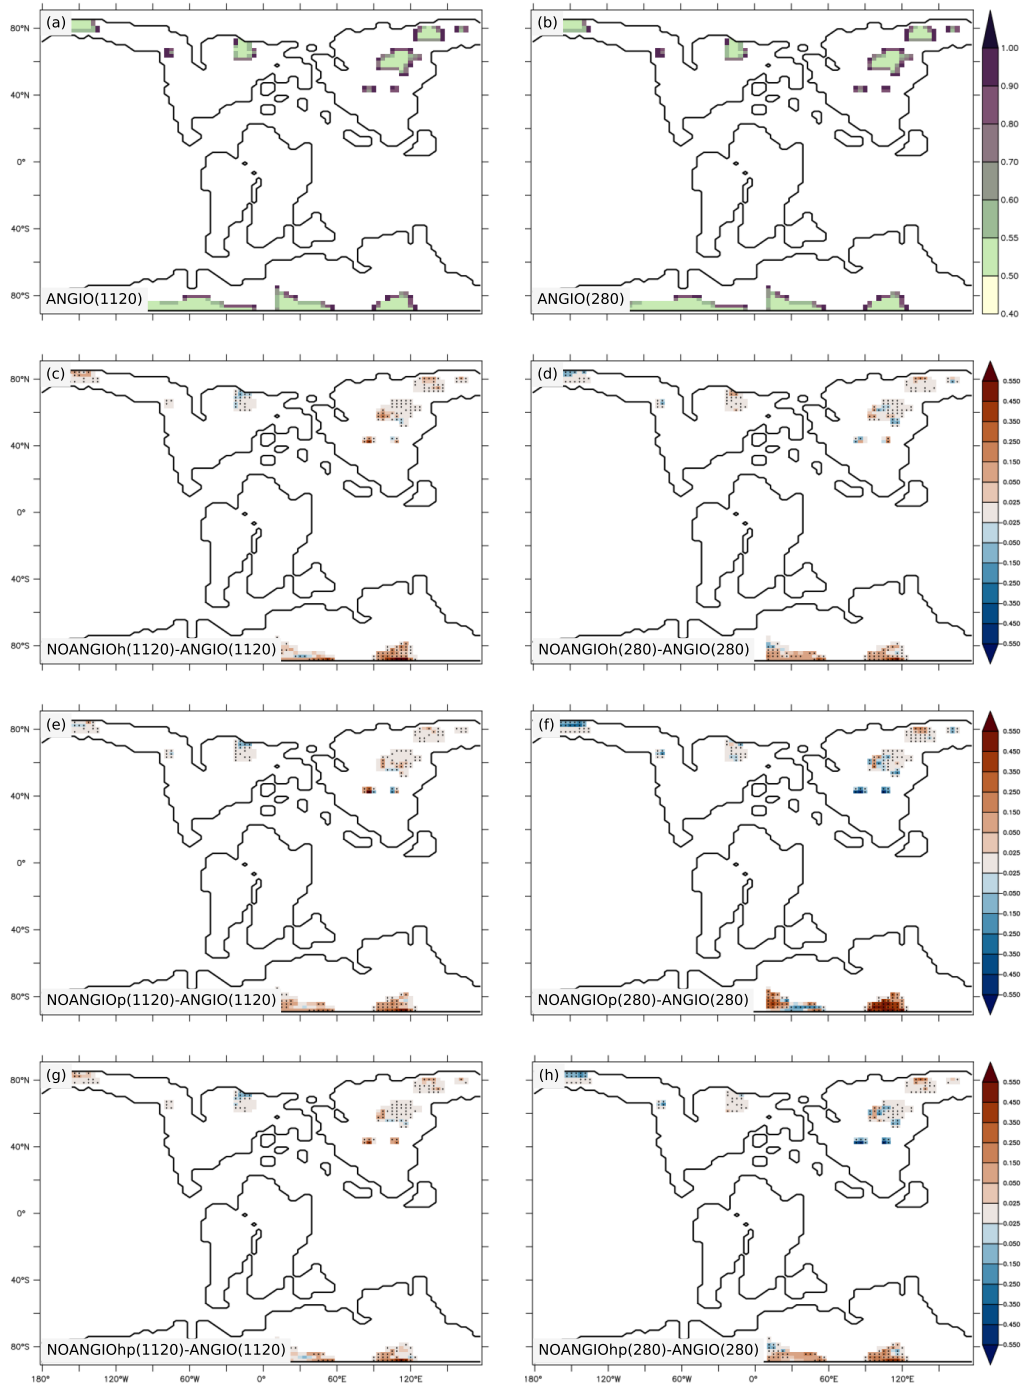 (a) (b)
80°N
40°N
0°
40°S
80°S
ANGIO(1120) ANGIO(280)
1.00
0.90
0.80
0.70
0.60
0.55
0.50
0.40
(c) (d)
80°N
40°N
0°
40°S
80°S
NOANGIOh(1120)-ANGIO(1120) NOANGIOh(280)-ANGIO(280)
0.550
0.450
0.350
0.250
0.150
0.050
0.025
-0.025
-0.050
-0.150
-0.250
-0.350
-0.450
-0.550
(e) (f)
80°N
40°N
0°
40°S
80°S
NOANGIOp(1120)-ANGIO(1120) NOANGIOp(280)-ANGIO(280)
0.550
0.450
0.350
0.250
0.150
0.050
0.025
-0.025
-0.050
-0.150
-0.250
-0.350
-0.450
-0.550
(g) (h)
80°N
40°N
0°
40°S
80°S
NOANGIOhp(1120)-ANGIO(1120) NOANGIOhp(280)-ANGIO(280)
0.550
0.450
0.350
0.250
0.150
0.050
0.025
-0.025
-0.050
-0.150
-0.250
-0.350
-0.450
-0.550
180° 120°W 60°W 0° 60°E 120°E 180° 120°W 60°W 0° 60°E 120°E